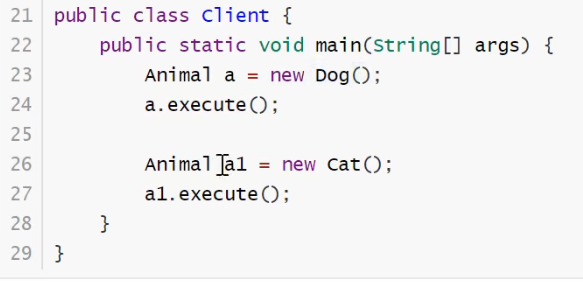 21 public class Client {
22 public static void main(String[] args) {
23 Animal a = new Dog();
24 a.execute();
25
26 Animal a1 = new Cat();
27 a1.execute();
28 }
29 }